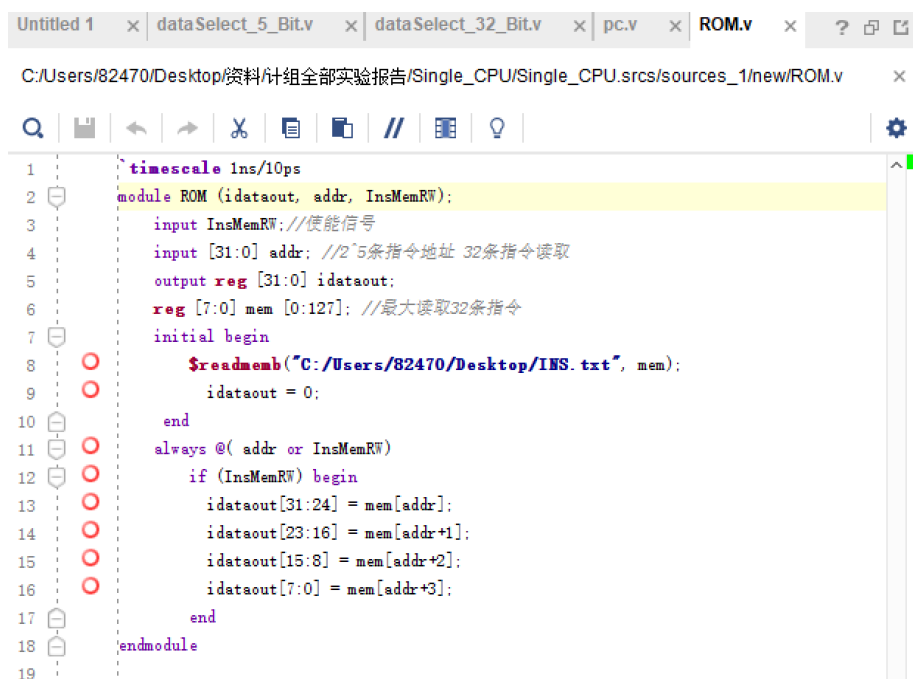 Untitled 1 × dataSelect_5_Bit.v × dataSelect_32_Bit.v × pc.v × ROM.v × ?
C:/Users/82470/Desktop/资料/计组全部实验报告/Single_CPU/Single_CPU.srcs/sources_1/new/ROM.v ×
1 `timescale 1ns/10ps
2 module ROM (idataout, addr, InsMemRW);
3 input InsMemRW;//使能信号
4 input [31:0] addr; //2^5条指令地址 32条指令读取
5 output reg [31:0] idataout;
6 reg [7:0] mem [0:127]; //最大读取32条指令
7 initial begin
8 $readmemb("C:/Users/82470/Desktop/INS.txt", mem);
9 idataout = 0;
10 end
11 always @( addr or InsMemRW)
12 if (InsMemRW) begin
13 idataout[31:24] = mem[addr];
14 idataout[23:16] = mem[addr+1];
15 idataout[15:8] = mem[addr+2];
16 idataout[7:0] = mem[addr+3];
17 end
18 endmodule
19